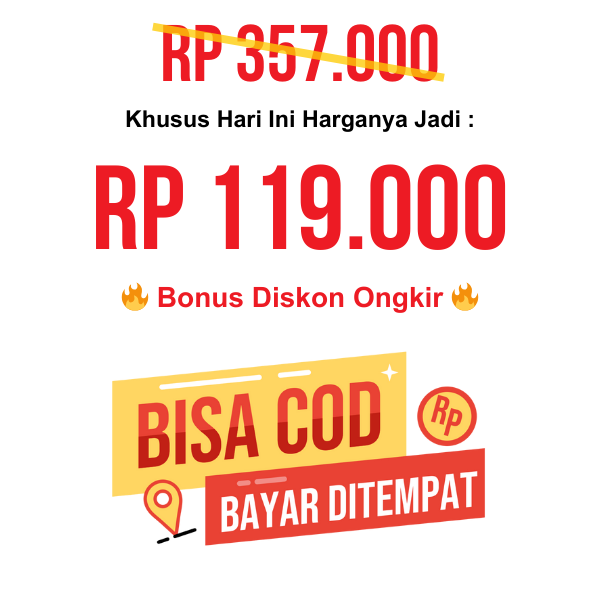 RP 357.000
Khusus Hari Ini Harganya Jadi :
RP 119.000
🔥 Bonus Diskon Ongkir 🔥
BISA COD
Rp
BAYAR DITEMPAT